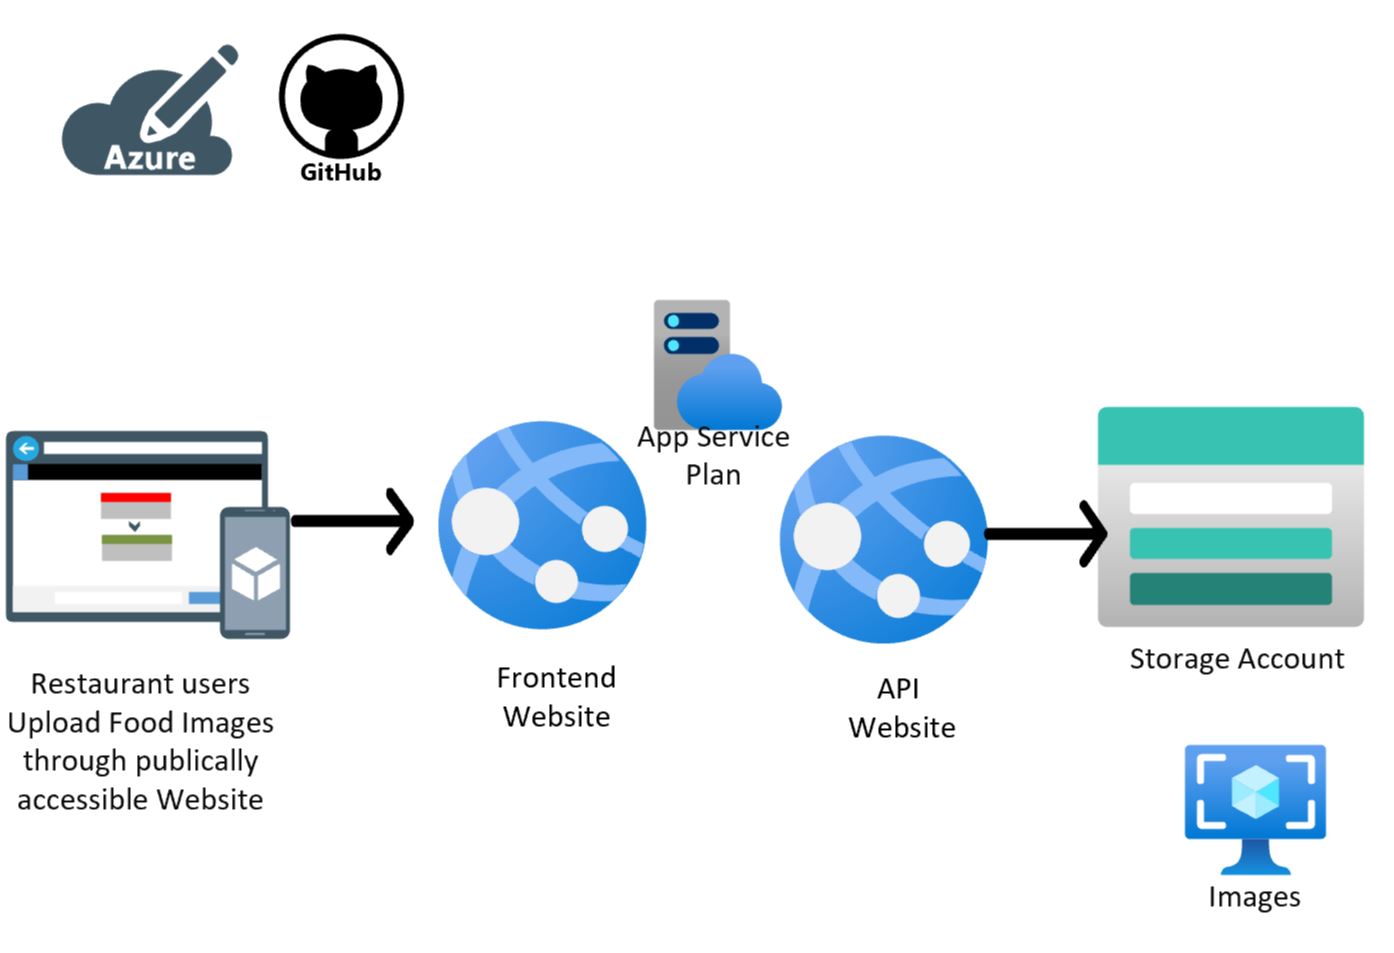 Azure
GitHub
App Service
Plan
Restaurant users
Upload Food Images
through publically
accessible Website
Frontend
Website
API
Website
Storage Account
Images